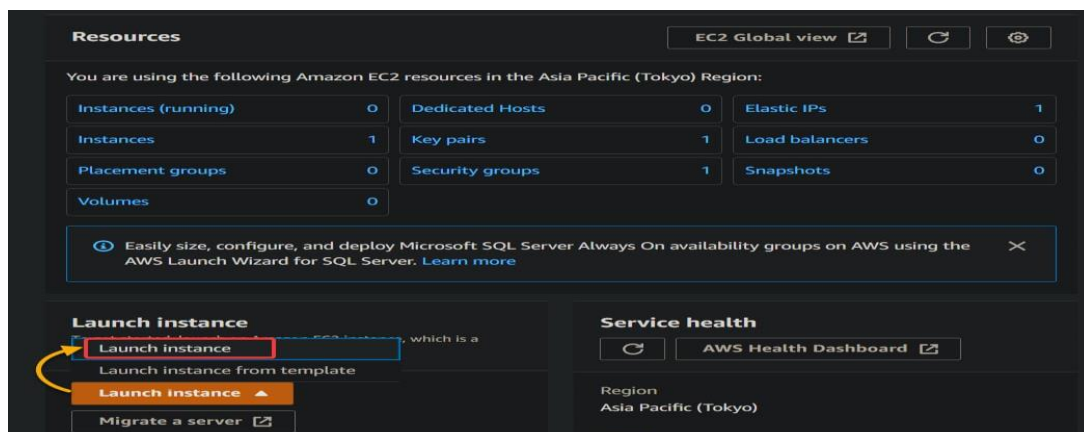 Resources
EC2 Global view
You are using the following Amazon EC2 resources in the Asia Pacific (Tokyo) Region:
Instances (running) 0 Dedicated Hosts 0 Elastic IPs 1
Instances 1 Key pairs 1 Load balancers 0
Placement groups 0 Security groups 1 Snapshots 0
Volumes 0
Easily size, configure, and deploy Microsoft SQL Server Always On availability groups on AWS using the
AWS Launch Wizard for SQL Server. Learn more
Launch instance
, which is a
Launch instance
Launch instance from template
Launch instance
Migrate a server
Service health
AWS Health Dashboard
Region
Asia Pacific (Tokyo)